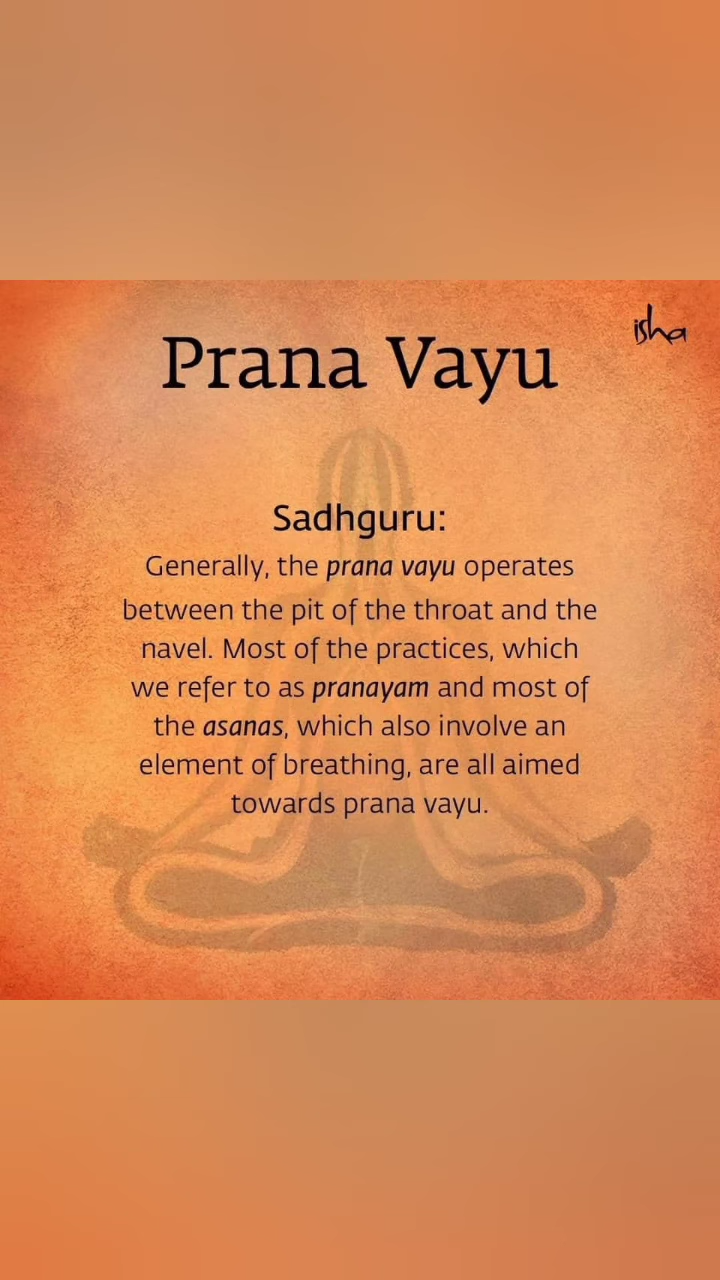 isha
Prana Vayu
Sadhguru:
Generally, the prana vayu operates
between the pit of the throat and the
navel. Most of the practices, which
we refer to as pranayam and most of
the asanas, which also involve an
element of breathing, are all aimed
towards prana vayu.